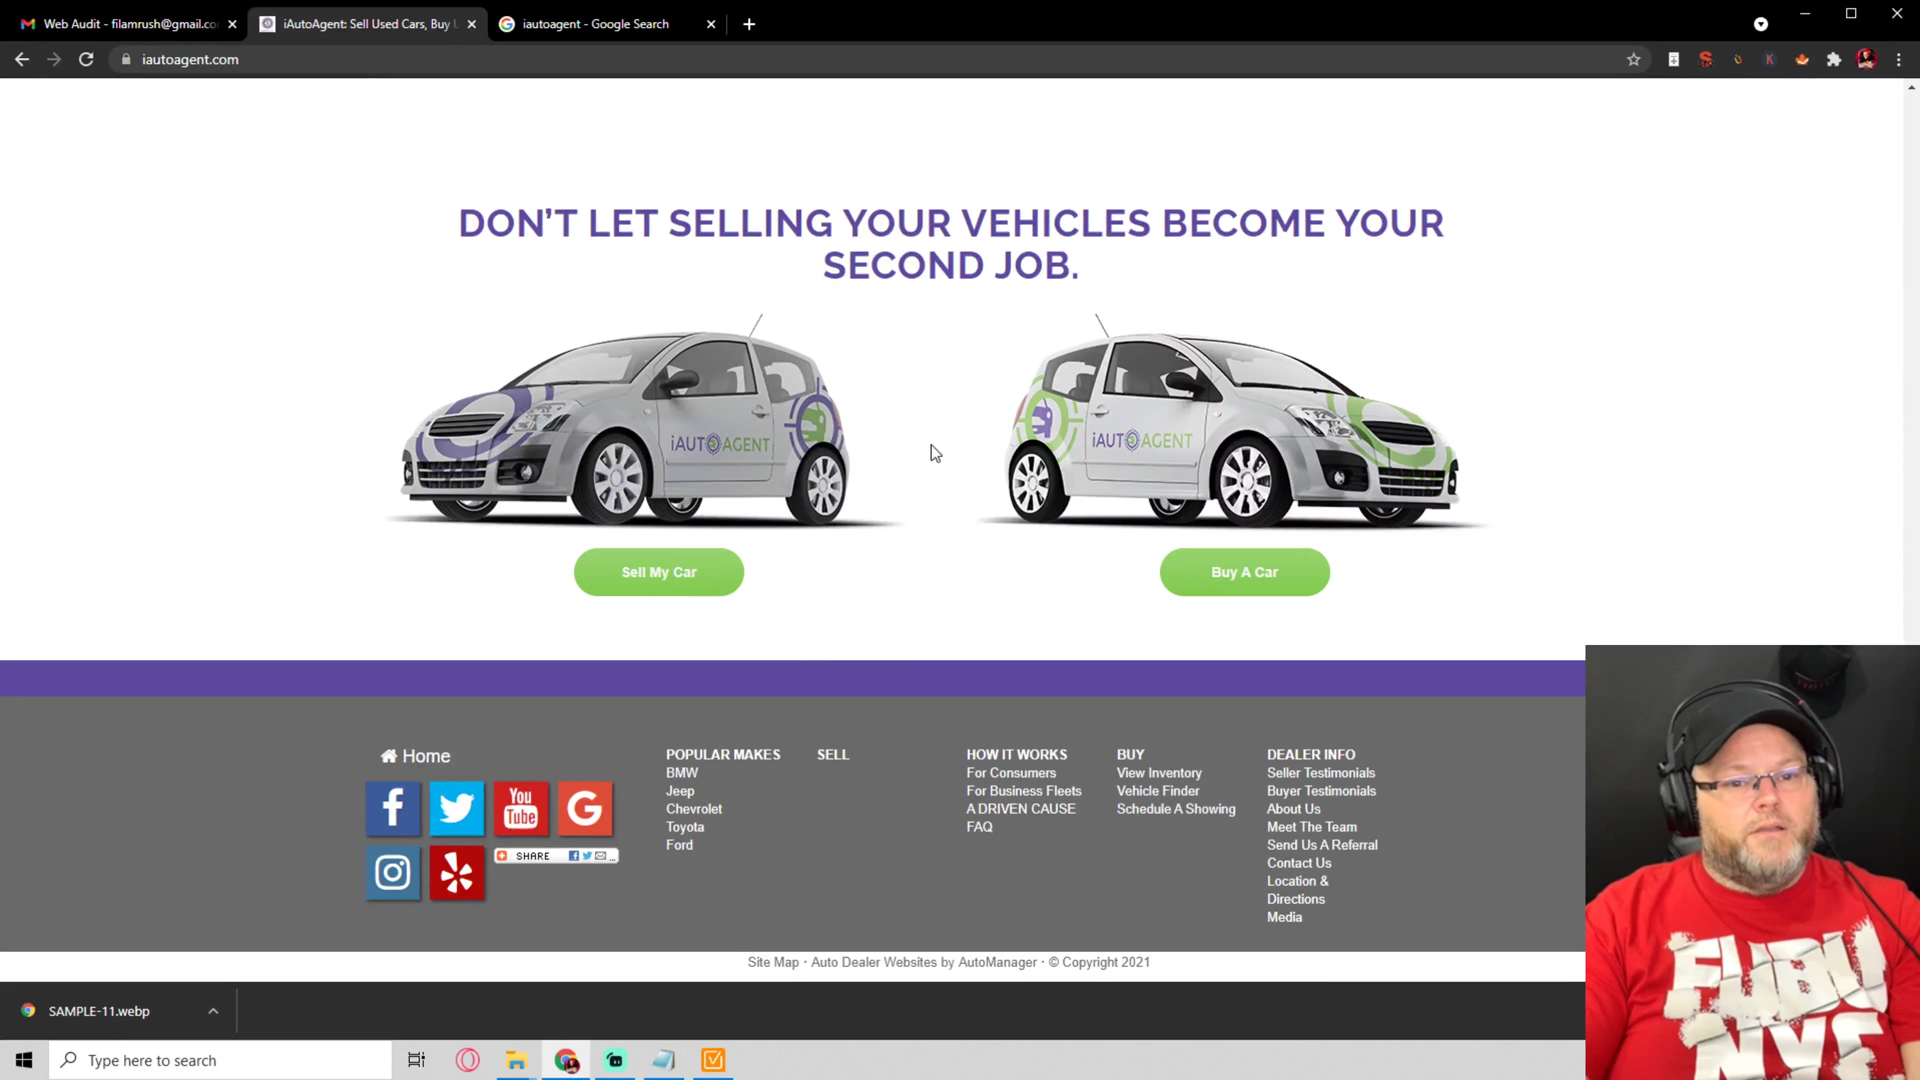 Web Audit - filamrush@gmail.co
iAutoAgent: Sell Used Cars, Buy U
iautoagent - Google Search
iautoagent.com
DON’T LET SELLING YOUR VEHICLES BECOME YOUR
SECOND JOB.
iAUTOAGENT
iAUTOAGENT
Sell My Car
Buy A Car
Home
You
Tube
SHARE
POPULAR MAKES
BMW
Jeep
Chevrolet
Toyota
Ford
SELL
HOW IT WORKS
For Consumers
For Business Fleets
A DRIVEN CAUSE
FAQ
BUY
View Inventory
Vehicle Finder
Schedule A Showing
DEALER INFO
Seller Testimonials
Buyer Testimonials
About Us
Meet The Team
Send Us A Referral
Contact Us
Location &
Directions
Media
Site Map · Auto Dealer Websites by AutoManager · © Copyright 2021
SAMPLE-11.webp
Type here to search
FUBU
NYC